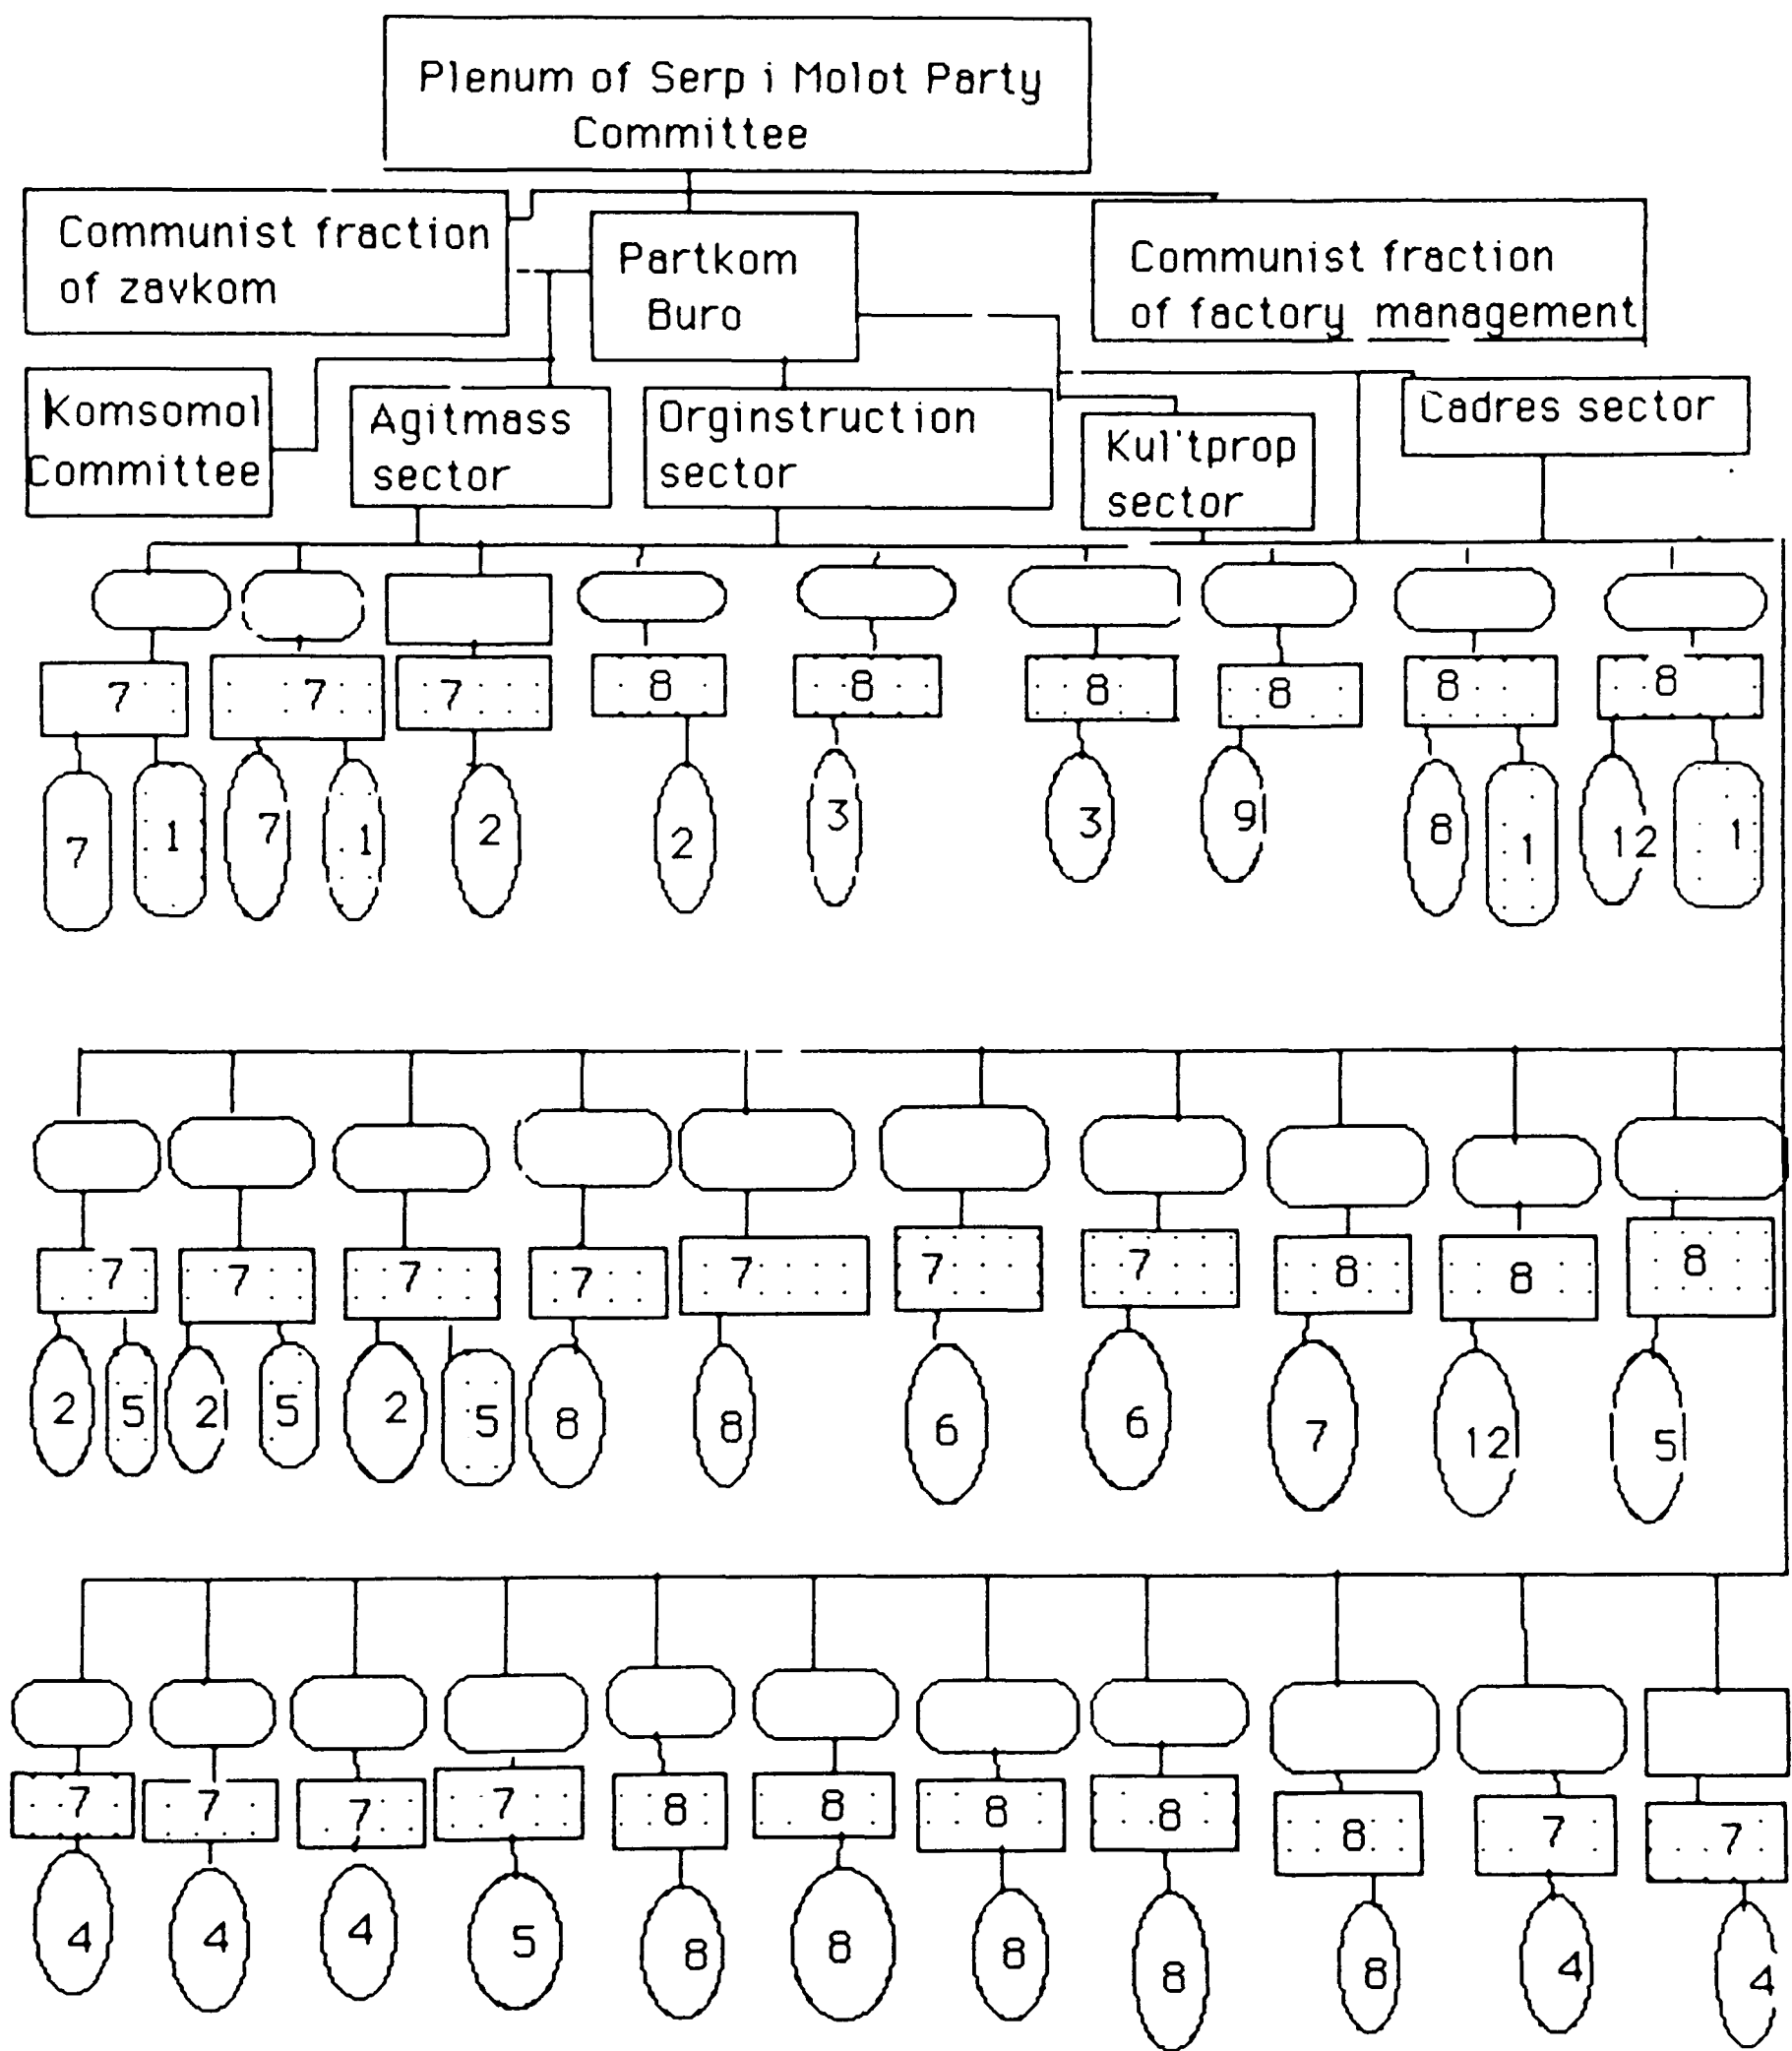 Plenum of Serp i Molot Party
Committee
Communist fraction
of zavkom
Partkom
Buro
Communist fraction
of factory management
Komsomol
Committee
Agitmass
sector
Orginstruction
sector
Kul'tprop
sector
Cadres sector
7 7 7 8 8 8 8 8 8
7 1 7 1 2 2 3 3 9 8 1 12 1
7 7 7 7 7 7 7 8 8 8
2 5 2 5 2 5 8 8 6 6 7 12 5
7 7 7 7 8 8 8 8 8 7 7
4 4 4 5 8 8 8 8 8 4 4